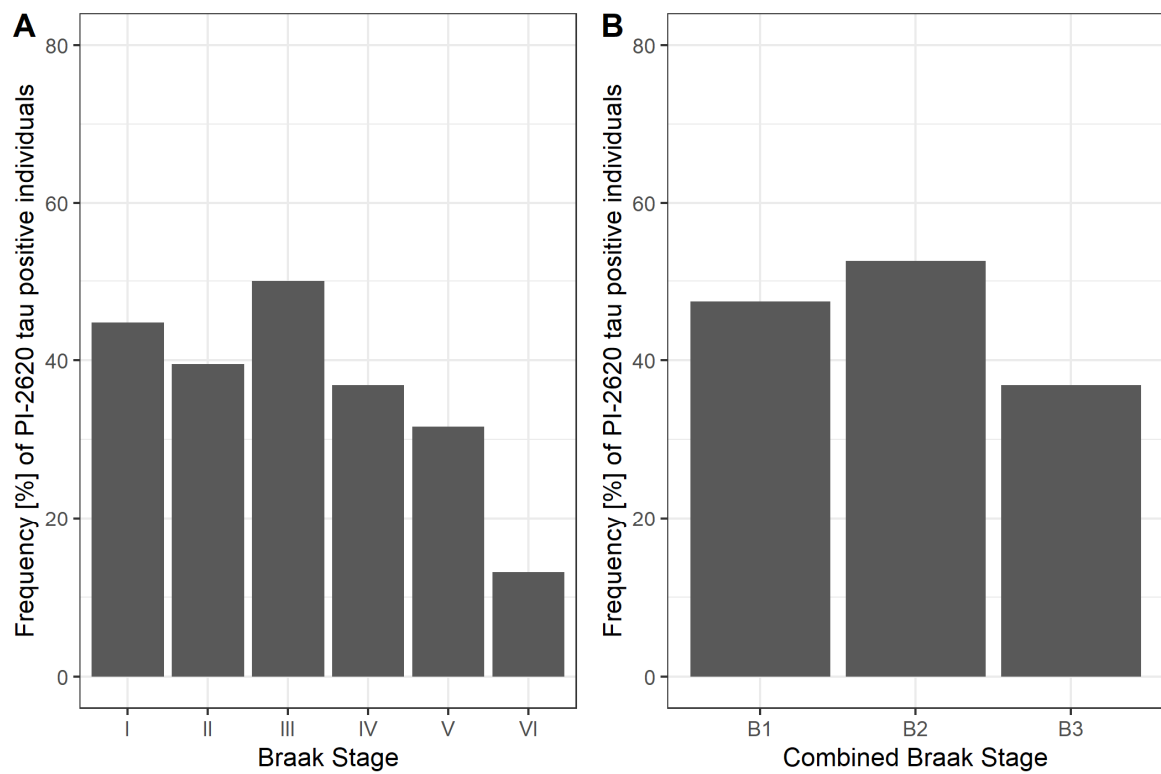 A
Frequency [%] of PI-2620 tau positive individuals
80
60
40
20
0
I II III IV V VI
Braak Stage
B
Frequency [%] of PI-2620 tau positive individuals
80
60
40
20
0
B1 B2 B3
Combined Braak Stage